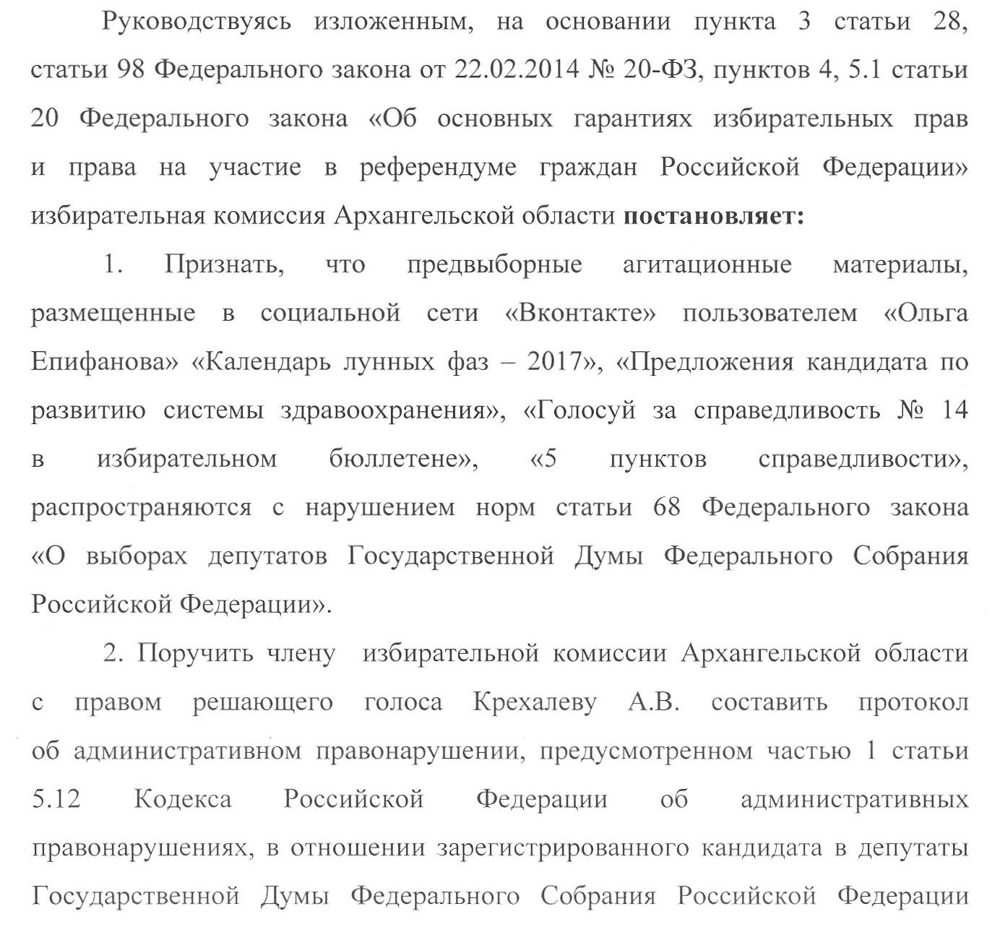 Руководствуясь изложенным, на основании пункта 3 статьи 28,
статьи 98 Федерального закона от 22.02.2014 № 20-ФЗ, пунктов 4, 5.1 статьи
20 Федерального закона «Об основных гарантиях избирательных прав
и права на участие в референдуме граждан Российской Федерации»
избирательная комиссия Архангельской области постановляет:
1. Признать, что предвыборные агитационные материалы,
размещенные в социальной сети «Вконтакте» пользователем «Ольга
Епифанова» «Календарь лунных фаз – 2017», «Предложения кандидата по
развитию системы здравоохранения», «Голосуй за справедливость № 14
в избирательном бюллетене», «5 пунктов справедливости»,
распространяются с нарушением норм статьи 68 Федерального закона
«О выборах депутатов Государственной Думы Федерального Собрания
Российской Федерации».
2. Поручить члену избирательной комиссии Архангельской области
с правом решающего голоса Крехалеву А.В. составить протокол
об административном правонарушении, предусмотренном частью 1 статьи
5.12 Кодекса Российской Федерации об административных
правонарушениях, в отношении зарегистрированного кандидата в депутаты
Государственной Думы Федерального Собрания Российской Федерации